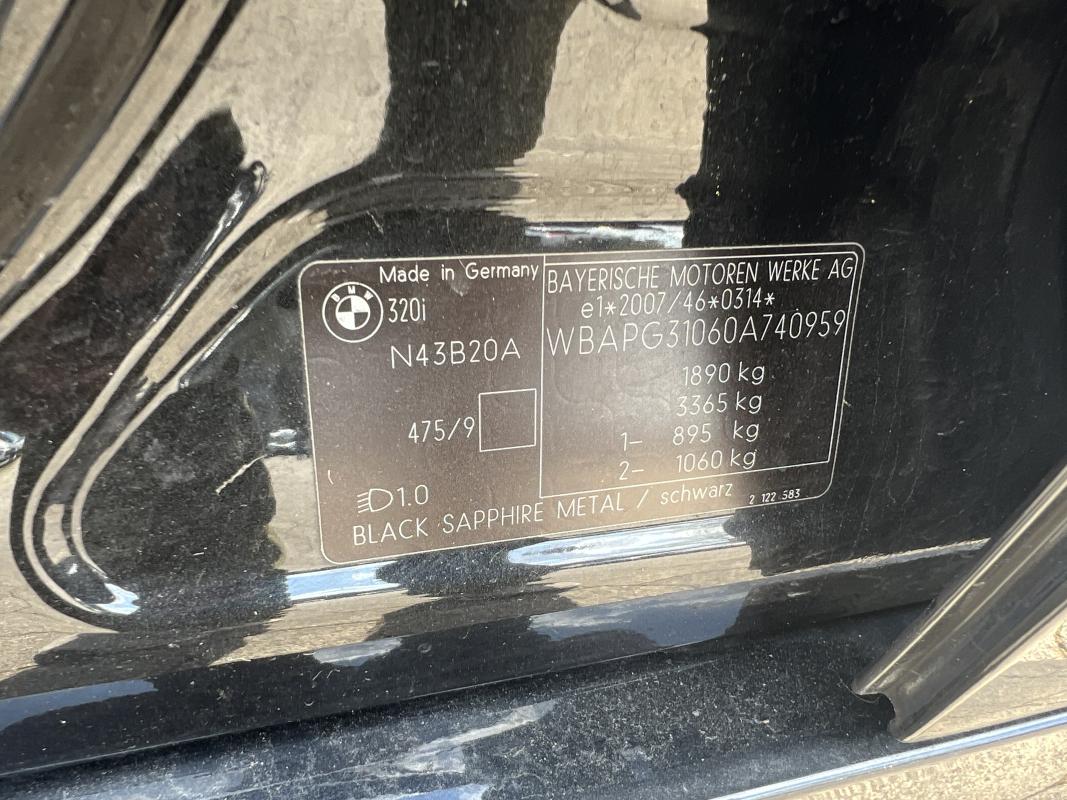 Made in Germany
BMW
320i
N43B20A
475/9
1.0
BAYERISCHE MOTOREN WERKE AG
e1*2007/46*0314*
WBAPG31060A740959
1890 kg
3365 kg
1– 895 kg
2– 1060 kg
BLACK SAPPHIRE METAL / schwarz
2 122 583